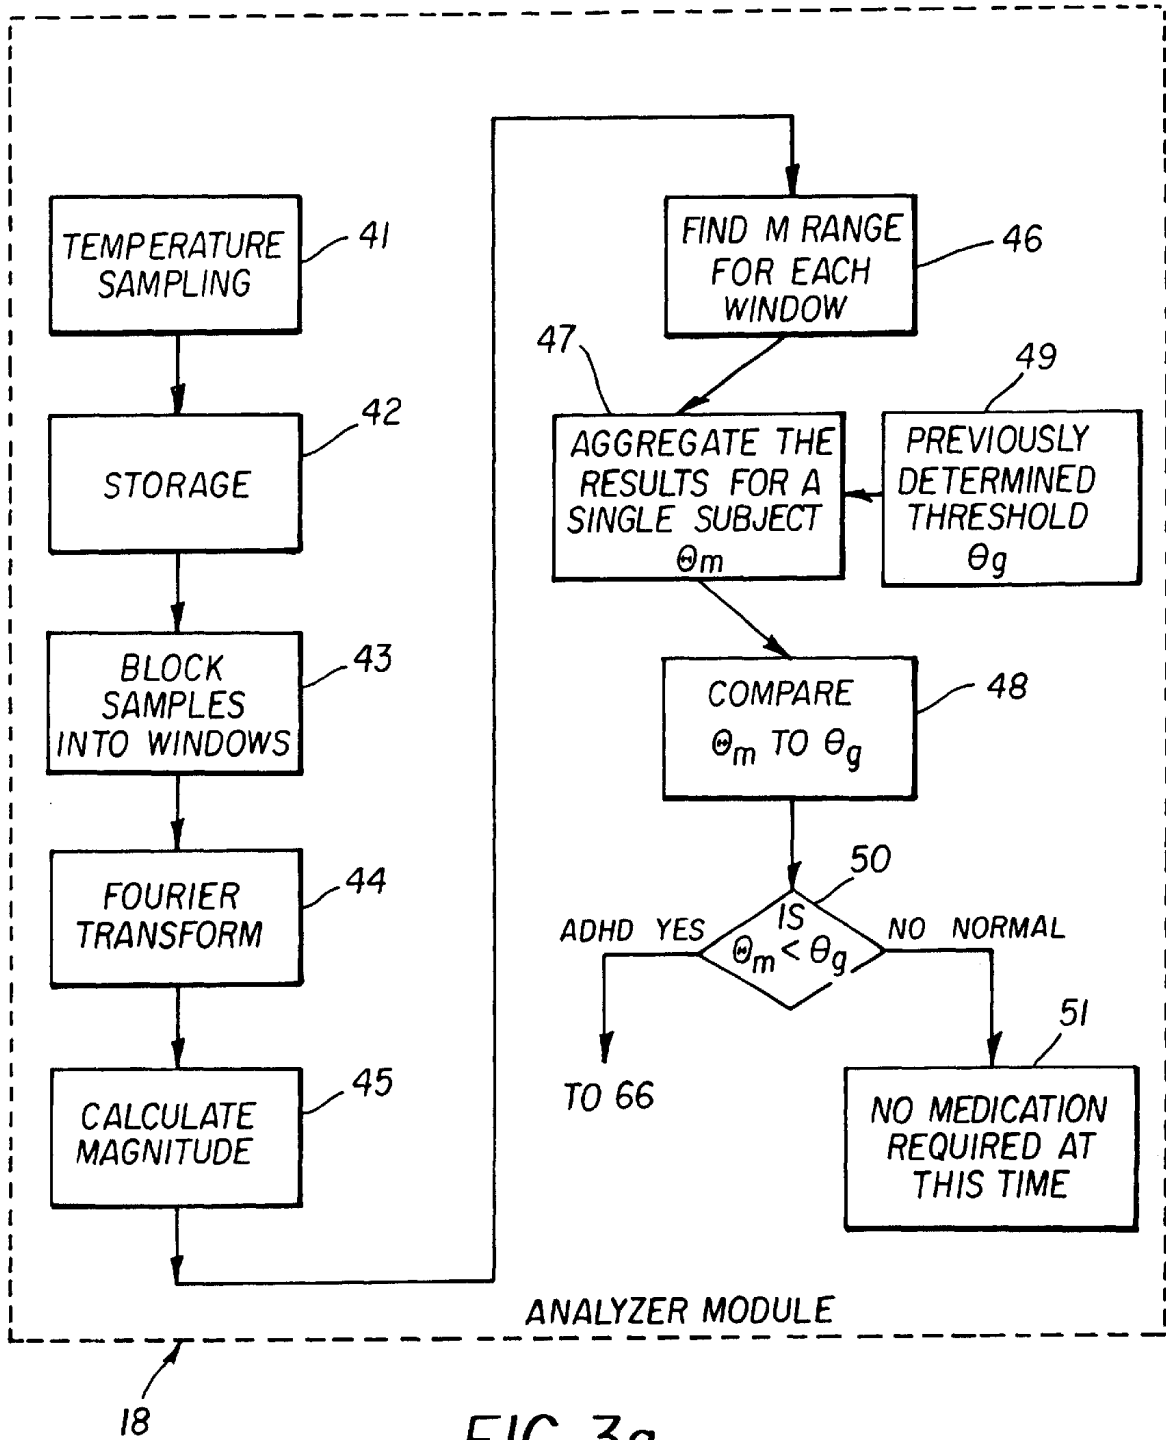 TEMPERATURE
SAMPLING
41
STORAGE
42
BLOCK
SAMPLES
INTO WINDOWS
43
FOURIER
TRANSFORM
44
CALCULATE
MAGNITUDE
45
FIND M RANGE
FOR EACH
WINDOW
46
47
AGGREGATE THE
RESULTS FOR A
SINGLE SUBJECT
Θm
49
PREVIOUSLY
DETERMINED
THRESHOLD
θg
COMPARE
Θm TO θg
48
50
IS
Θm < θg
ADHD YES
NO NORMAL
TO 66
51
NO MEDICATION
REQUIRED AT
THIS TIME
ANALYZER MODULE
18
FIG. 3a